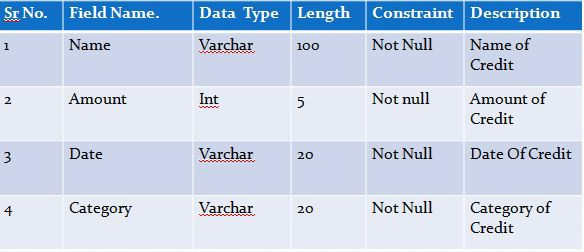 Sr No. Field Name. Data Type Length Constraint Description
1 Name Varchar 100 Not Null Name of
Credit
2 Amount Int 5 Not null Amount of
Credit
3 Date Varchar 20 Not Null Date Of Credit
4 Category Varchar 20 Not Null Category of
Credit